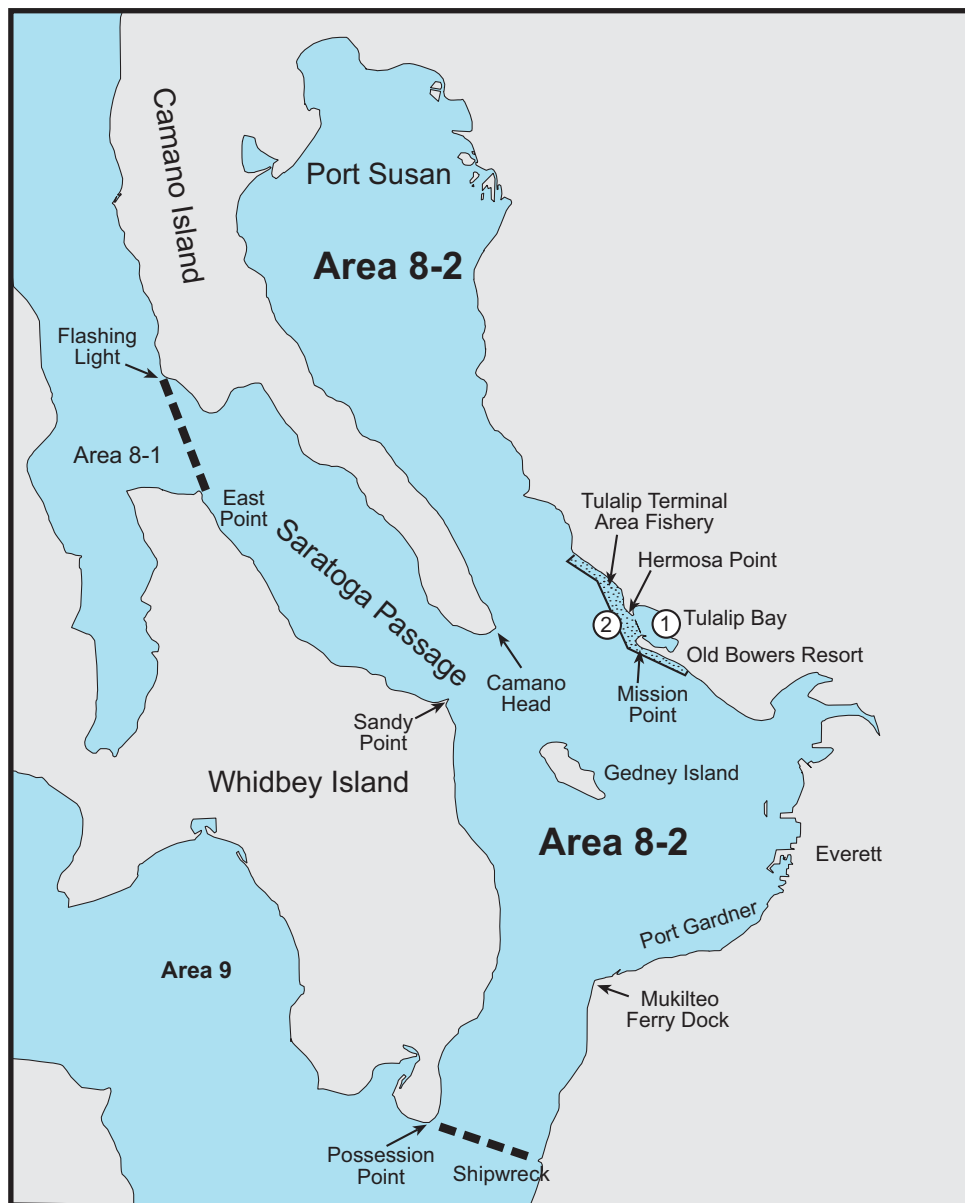 Camano Island
Port Susan
Area 8-2
Flashing
Light
Area 8-1
East
Point
Saratoga Passage
Tulalip Terminal
Area Fishery
Hermosa Point
2
1
Tulalip Bay
Old Bowers Resort
Mission
Point
Camano
Head
Sandy
Point
Whidbey Island
Gedney Island
Area 8-2
Everett
Port Gardner
Area 9
Mukilteo
Ferry Dock
Possession
Point
Shipwreck